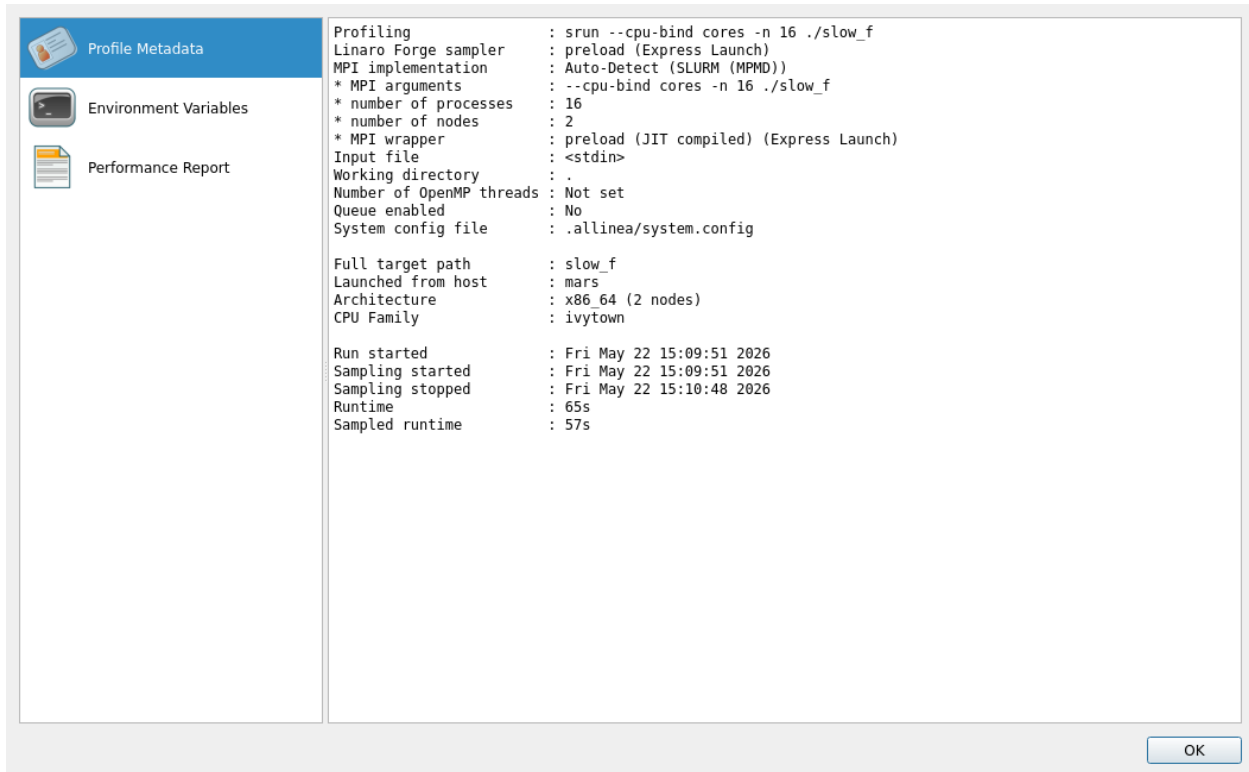 Profile Metadata
Environment Variables
Performance Report
Profiling : srun --cpu-bind cores -n 16 ./slow_f
Linaro Forge sampler : preload (Express Launch)
MPI implementation : Auto-Detect (SLURM (MPMD))
* MPI arguments : --cpu-bind cores -n 16 ./slow_f
* number of processes : 16
* number of nodes : 2
* MPI wrapper : preload (JIT compiled) (Express Launch)
Input file : <stdin>
Working directory : .
Number of OpenMP threads : Not set
Queue enabled : No
System config file : .allinea/system.config
Full target path : slow_f
Launched from host : mars
Architecture : x86_64 (2 nodes)
CPU Family : ivytown
Run started : Fri May 22 15:09:51 2026
Sampling started : Fri May 22 15:09:51 2026
Sampling stopped : Fri May 22 15:10:48 2026
Runtime : 65s
Sampled runtime : 57s
OK